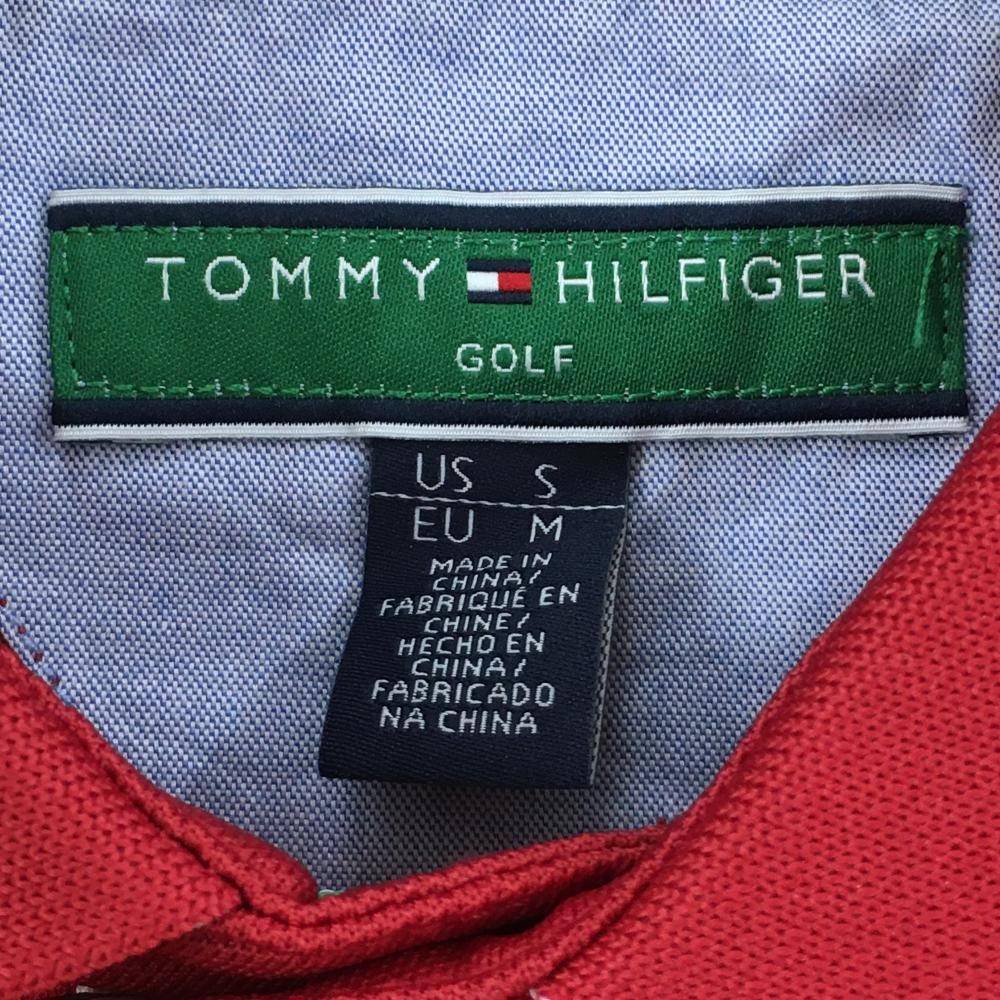 TOMMY HILFIGER
GOLF
US S
EU M
MADE IN
CHINA/
FABRIQUÉ EN
CHINE/
HECHO EN
CHINA/
FABRICADO
NA CHINA